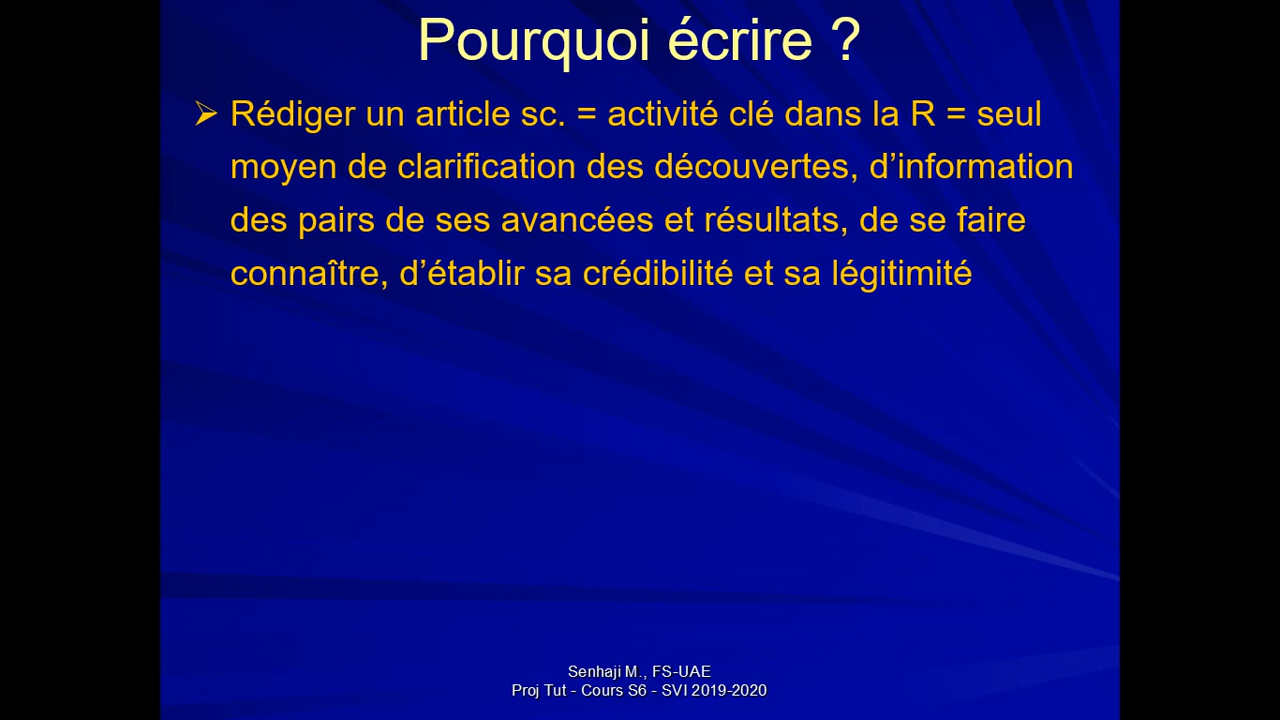 Pourquoi écrire ?
➢ Rédiger un article sc. = activité clé dans la R = seul
moyen de clarification des découvertes, d’information
des pairs de ses avancées et résultats, de se faire
connaître, d’établir sa crédibilité et sa légitimité
Senhaji M., FS-UAE
Proj Tut - Cours S6 - SVI 2019-2020